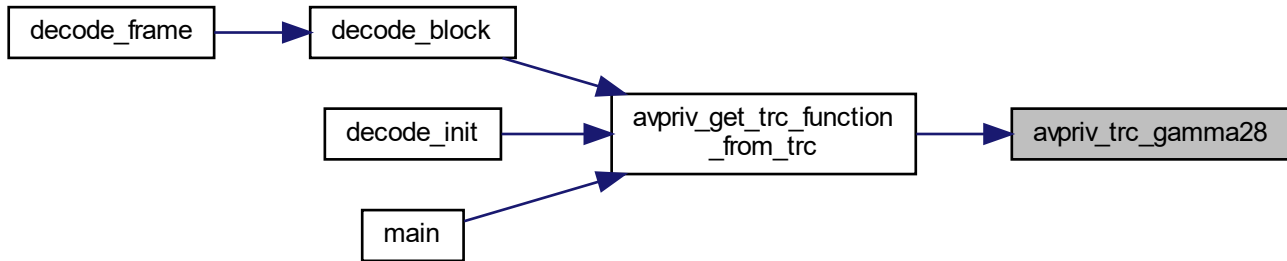 decode_frame
decode_block
decode_init
main
avpriv_get_trc_function
_from_trc
avpriv_trc_gamma28